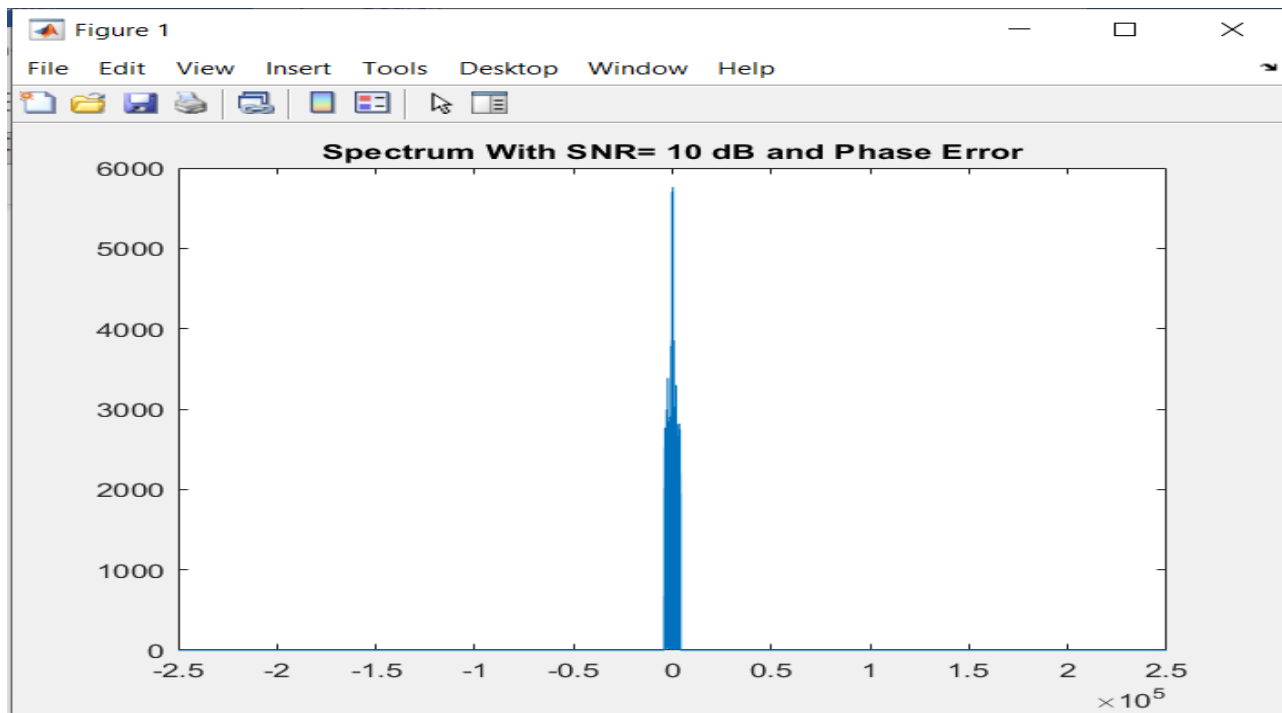 Figure 1
File Edit View Insert Tools Desktop Window Help
Spectrum With SNR= 10 dB and Phase Error
6000
5000
4000
3000
2000
1000
0
-2.5 -2 -1.5 -1 -0.5 0 0.5 1 1.5 2 2.5
×10⁵